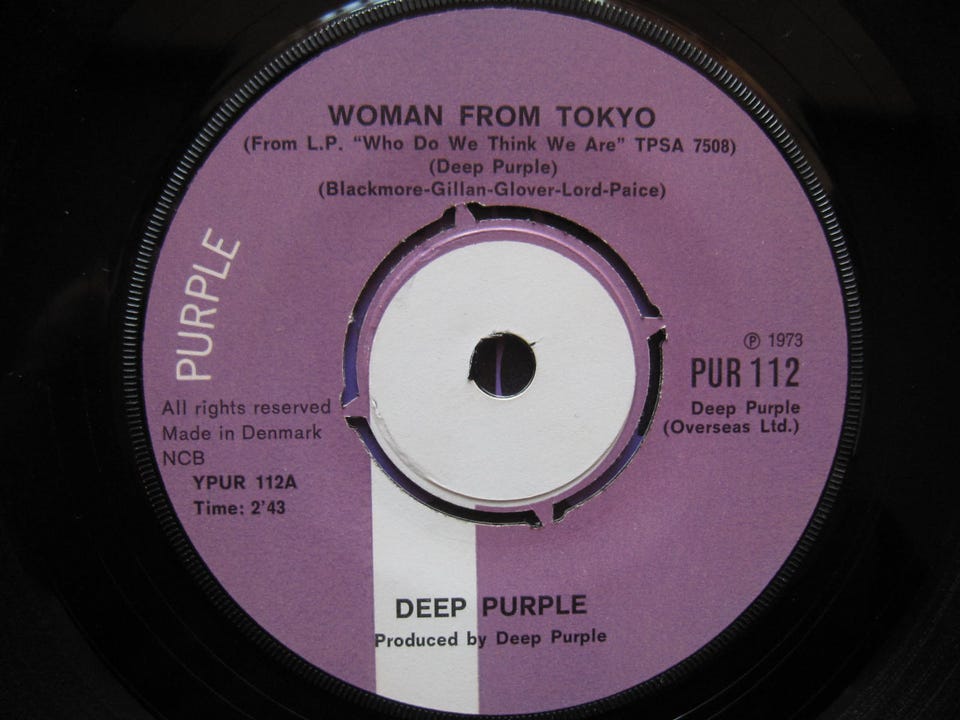 WOMAN FROM TOKYO
(From L.P. “Who Do We Think We Are” TPSA 7508)
(Deep Purple)
(Blackmore-Gillan-Glover-Lord-Paice)
PURPLE
℗ 1973
PUR 112
Deep Purple
(Overseas Ltd.)
All rights reserved
Made in Denmark
NCB
YPUR 112A
Time: 2'43
DEEP PURPLE
Produced by Deep Purple